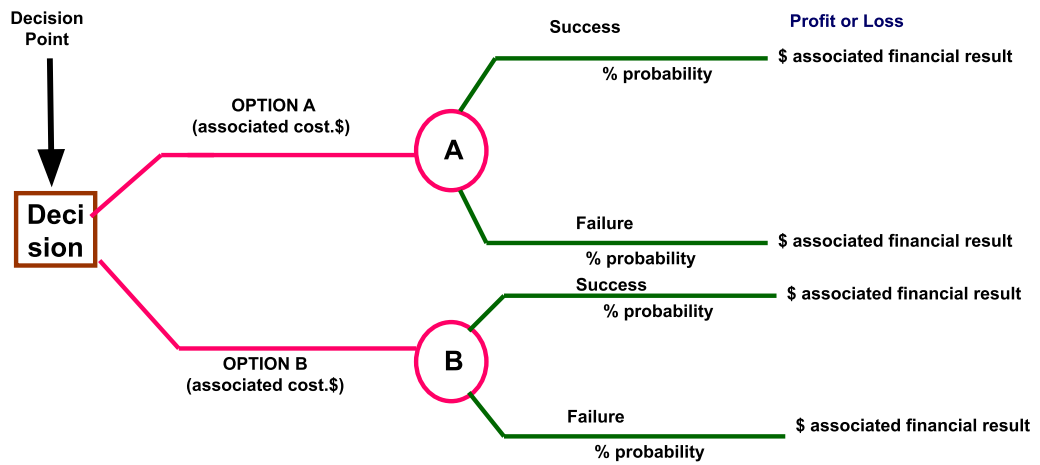 Decision
Point
Success
Profit or Loss
$ associated financial result
% probability
OPTION A
(associated cost.$)
A
Deci
sion
Failure
$ associated financial result
% probability
Success
$ associated financial result
% probability
OPTION B
(associated cost.$)
B
Failure
$ associated financial result
% probability